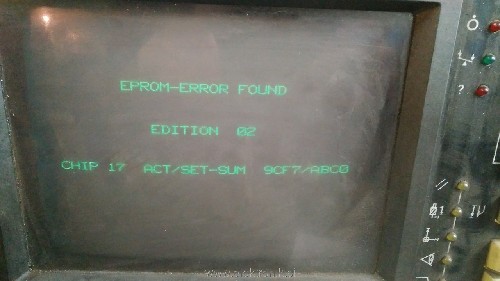 EPROM-ERROR FOUND
EDITION 02
CHIP 17 ACT/SET-SUM 9CF7/ABC0
?